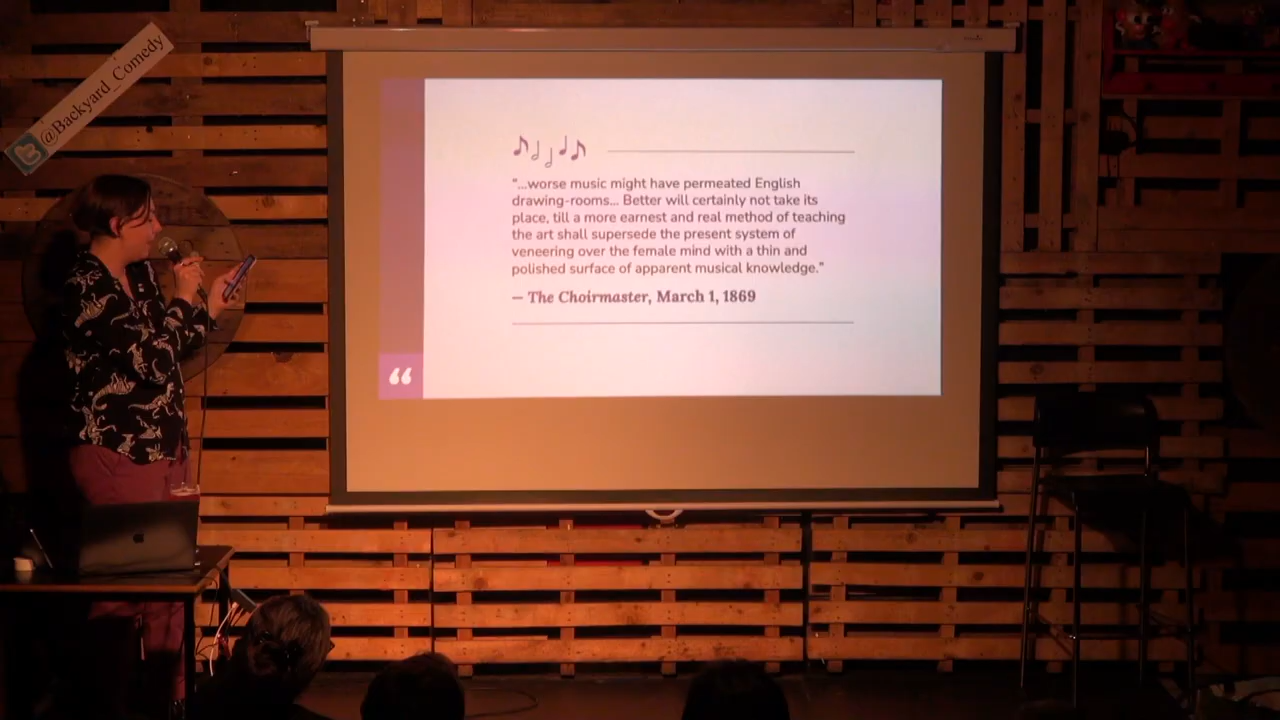 @Backyard_Comedy
“...worse music might have permeated English
drawing-rooms... Better will certainly not take its
place, till a more earnest and real method of teaching
the art shall supersede the present system of
veneering over the female mind with a thin and
polished surface of apparent musical knowledge.”
– The Choirmaster, March 1, 1869